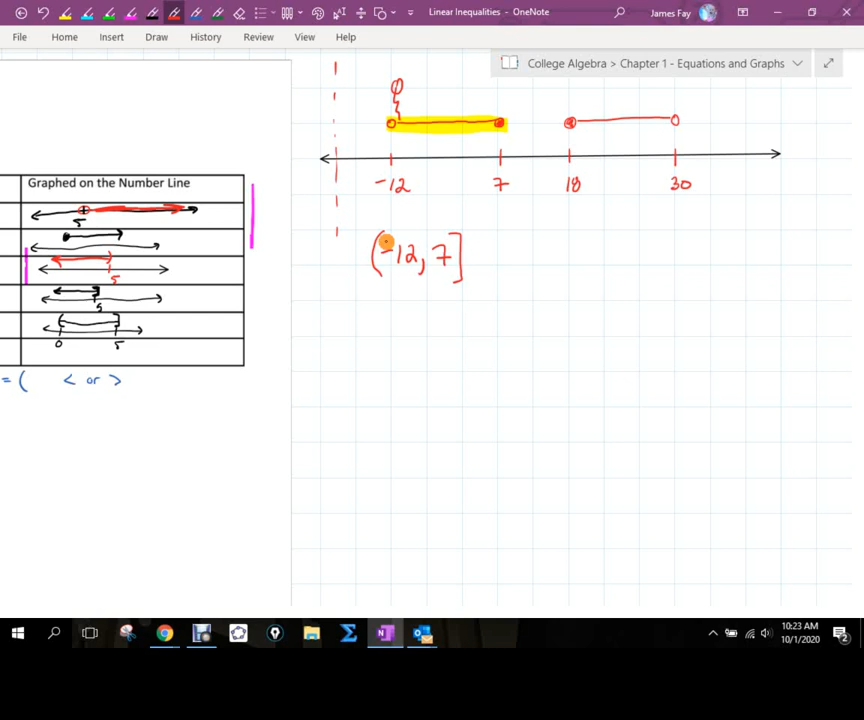 Linear Inequalities - OneNote
James Fay
File Home Insert Draw History Review View Help
College Algebra > Chapter 1 - Equations and Graphs
-12 7 18 30
Graphed on the Number Line
5
5
5
0 5
(-12, 7]
= ( < or >
10:23 AM
10/1/2020
2